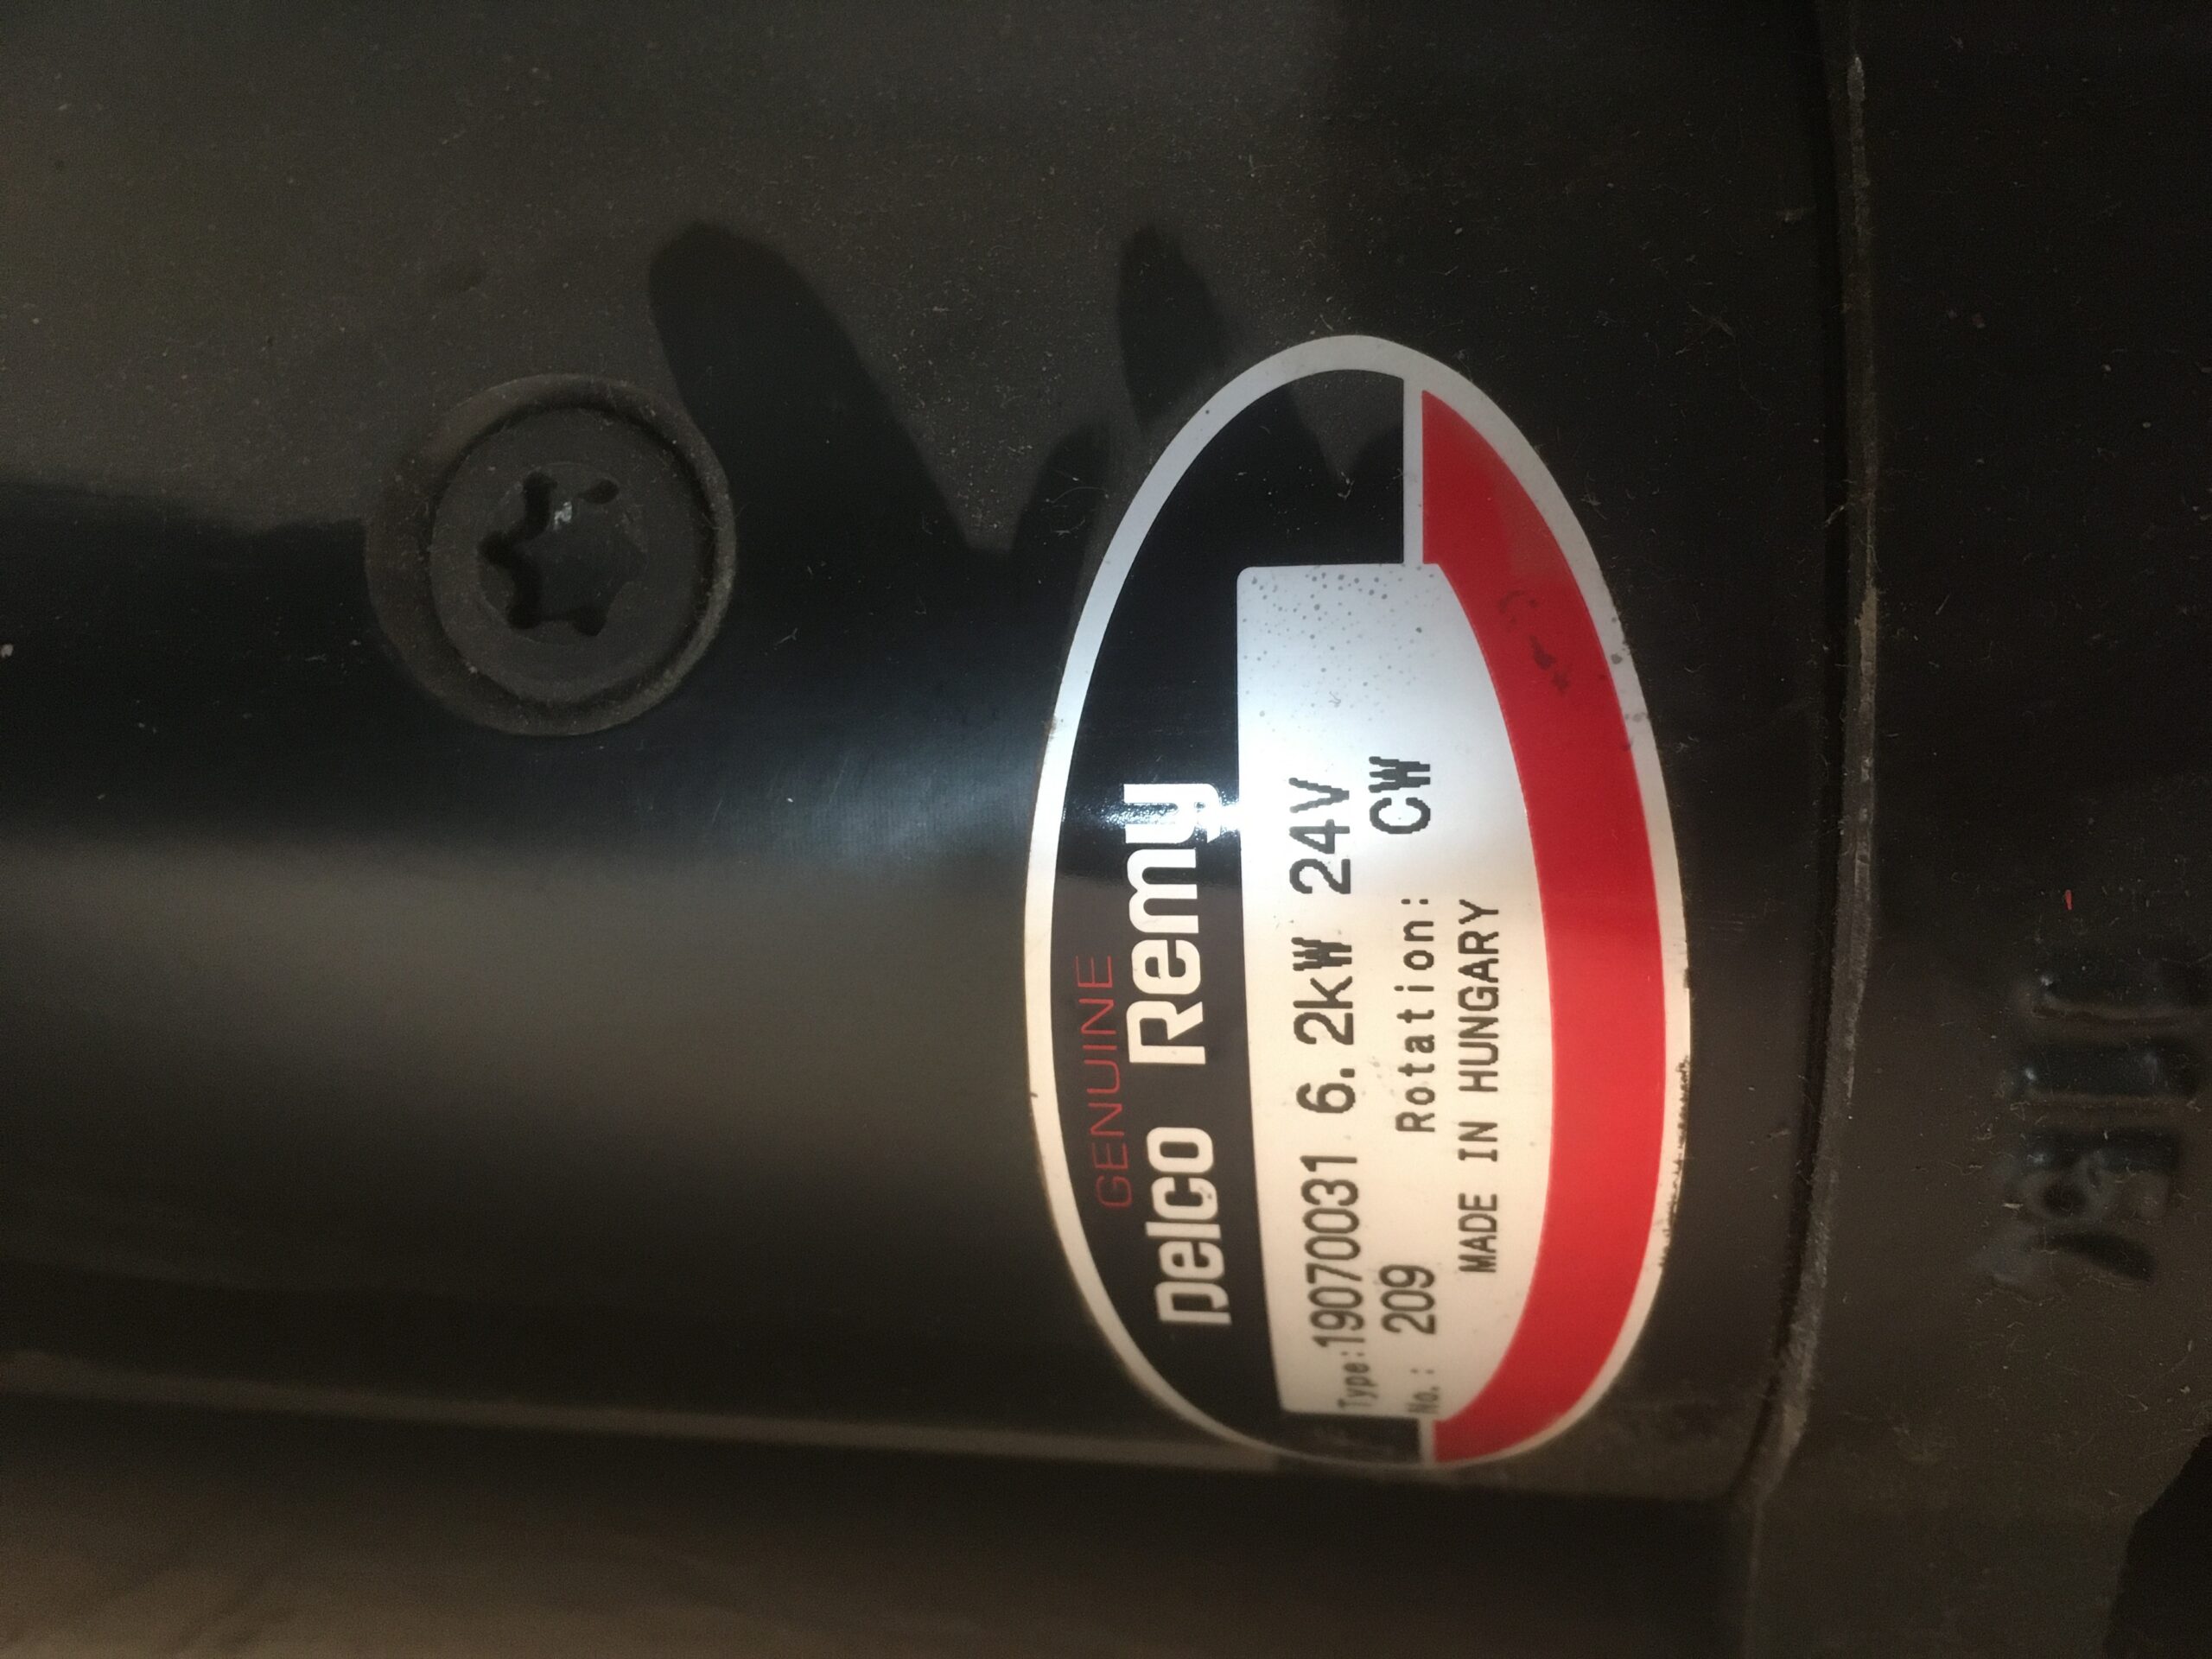 GENUINE
Delco Remy
Type:19070031 6.2kW 24V
No.: 209 Rotation: CW
MADE IN HUNGARY